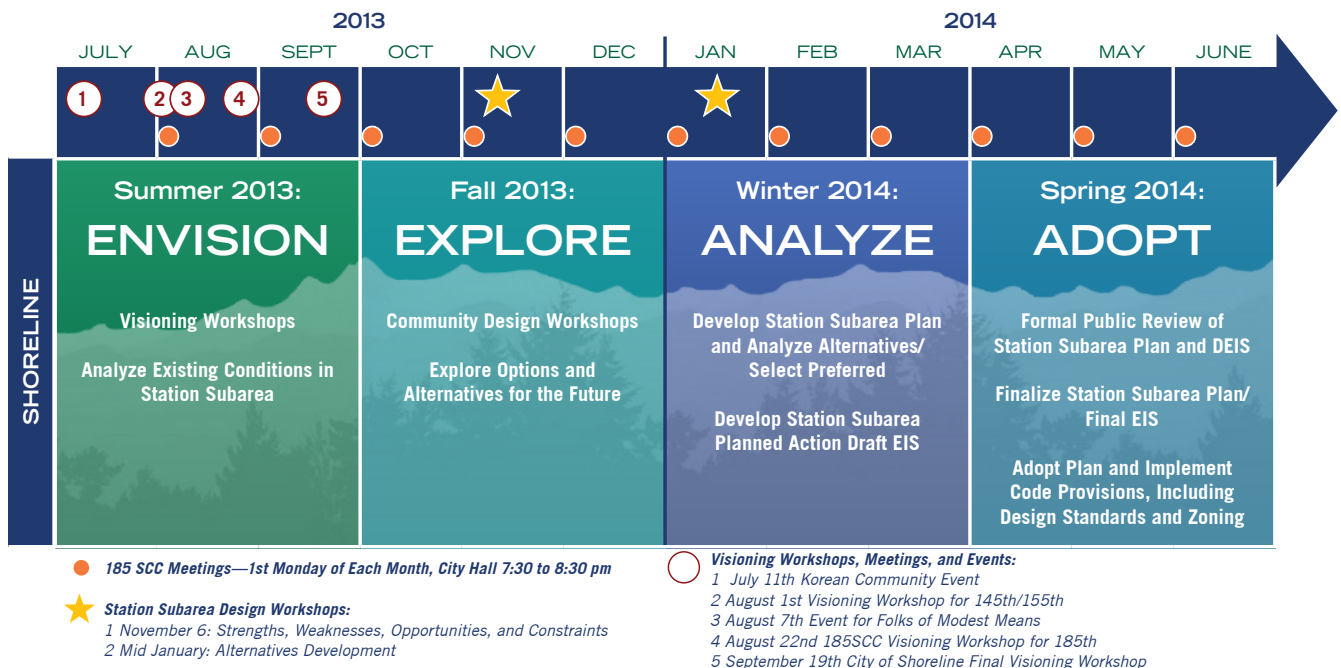 2013
2014
JULY
AUG
SEPT
OCT
NOV
DEC
JAN
FEB
MAR
APR
MAY
JUNE
1
2
3
4
5
SHORELINE
Summer 2013:
ENVISION
Visioning Workshops
Analyze Existing Conditions in
Station Subarea
Fall 2013:
EXPLORE
Community Design Workshops
Explore Options and
Alternatives for the Future
Winter 2014:
ANALYZE
Develop Station Subarea Plan
and Analyze Alternatives/
Select Preferred
Develop Station Subarea
Planned Action Draft EIS
Spring 2014:
ADOPT
Formal Public Review of
Station Subarea Plan and DEIS
Finalize Station Subarea Plan/
Final EIS
Adopt Plan and Implement
Code Provisions, Including
Design Standards and Zoning
185 SCC Meetings—1st Monday of Each Month, City Hall 7:30 to 8:30 pm
Station Subarea Design Workshops:
1 November 6: Strengths, Weaknesses, Opportunities, and Constraints
2 Mid January: Alternatives Development
Visioning Workshops, Meetings, and Events:
1 July 11th Korean Community Event
2 August 1st Visioning Workshop for 145th/155th
3 August 7th Event for Folks of Modest Means
4 August 22nd 185SCC Visioning Workshop for 185th
5 September 19th City of Shoreline Final Visioning Workshop